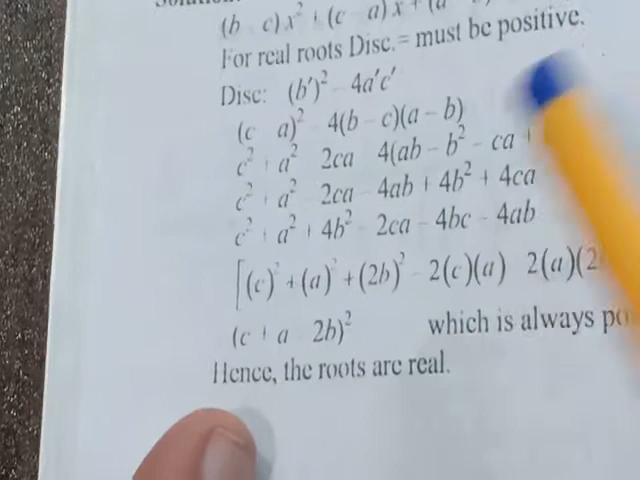 (b c)x² + (c a)x + (a
For real roots Disc. = must be positive.
Disc: (b')² 4a'c'
(c a)² 4(b c)(a – b)
c² + a² 2ca 4(ab – b² – ca +
c² + a² 2ca – 4ab + 4b² + 4ca
c² + a² + 4b² 2ca – 4bc – 4ab
[(c)² + (a)² + (2b)² – 2(c)(a) 2(a)(2
(c + a 2b)² which is always po
Hence, the roots are real.